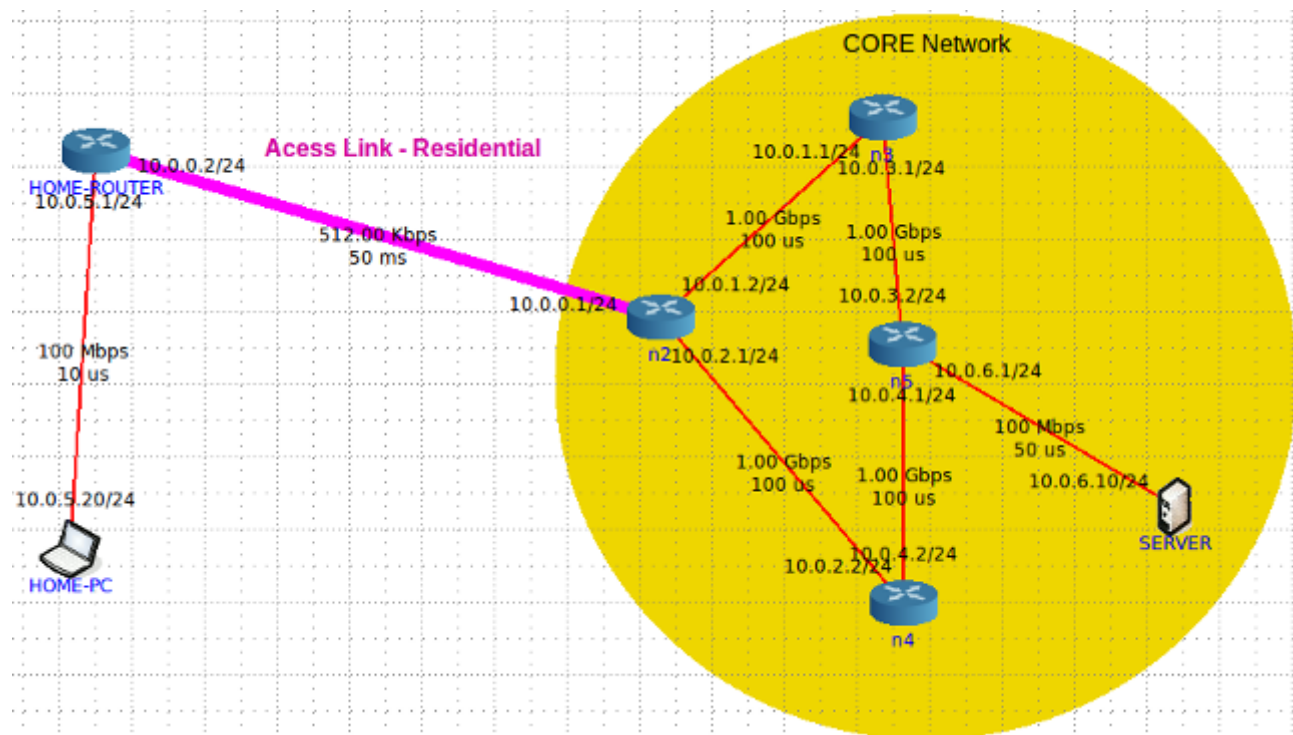 CORE Network
Acess Link - Residential
10.0.0.2/24
HOME-ROUTER
10.0.5.1/24
512.00 Kbps
50 ms
10.0.0.1/24
10.0.1.1/24
n3
10.0.3.1/24
1.00 Gbps
100 us
1.00 Gbps
100 us
10.0.1.2/24
10.0.3.2/24
n2
10.0.2.1/24
100 Mbps
10 us
n5
10.0.6.1/24
10.0.4.1/24
100 Mbps
50 us
1.00 Gbps
100 us
1.00 Gbps
100 us
10.0.6.10/24
10.0.5.20/24
HOME-PC
SERVER
10.0.4.2/24
10.0.2.2/24
n4